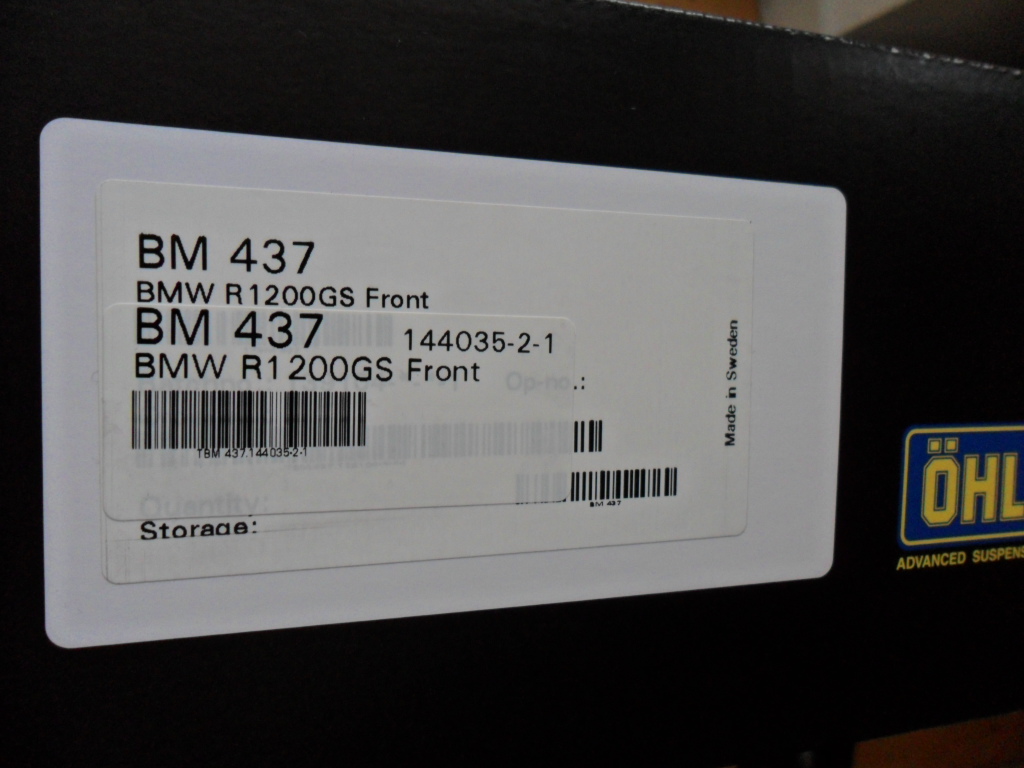 BM 437
BMW R1200GS Front
BM 437 144035-2-1
BMW R1200GS Front
Op-no.:
TBM 437.144035-2-1
BM 437
Quantity:
Storage:
Made in Sweden
ÖHL
ADVANCED SUSPENS